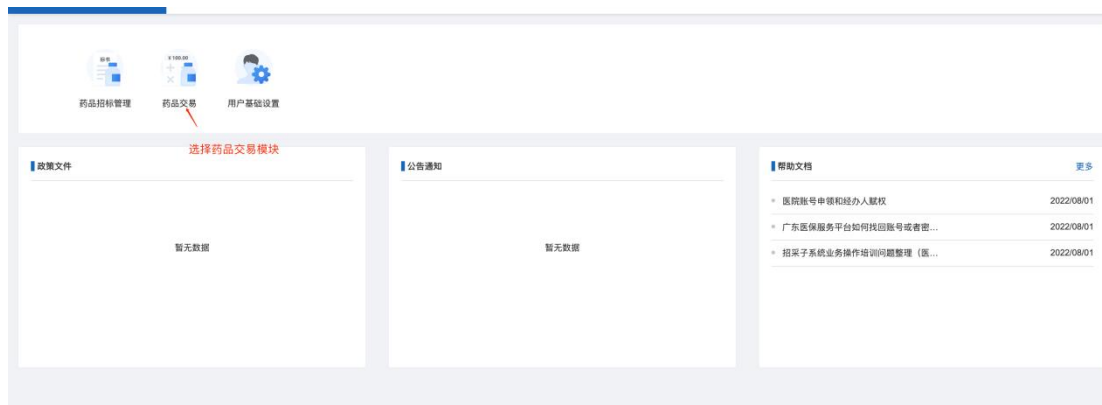 ¥100.00
药品招标管理 药品交易 用户基础设置
选择药品交易模块
政策文件
暂无数据
公告通知
暂无数据
帮助文档 更多
医院账号申领和经办人赋权 2022/08/01
广东医保服务平台如何找回账号或者密... 2022/08/01
招采子系统业务操作培训问题整理（医... 2022/08/01